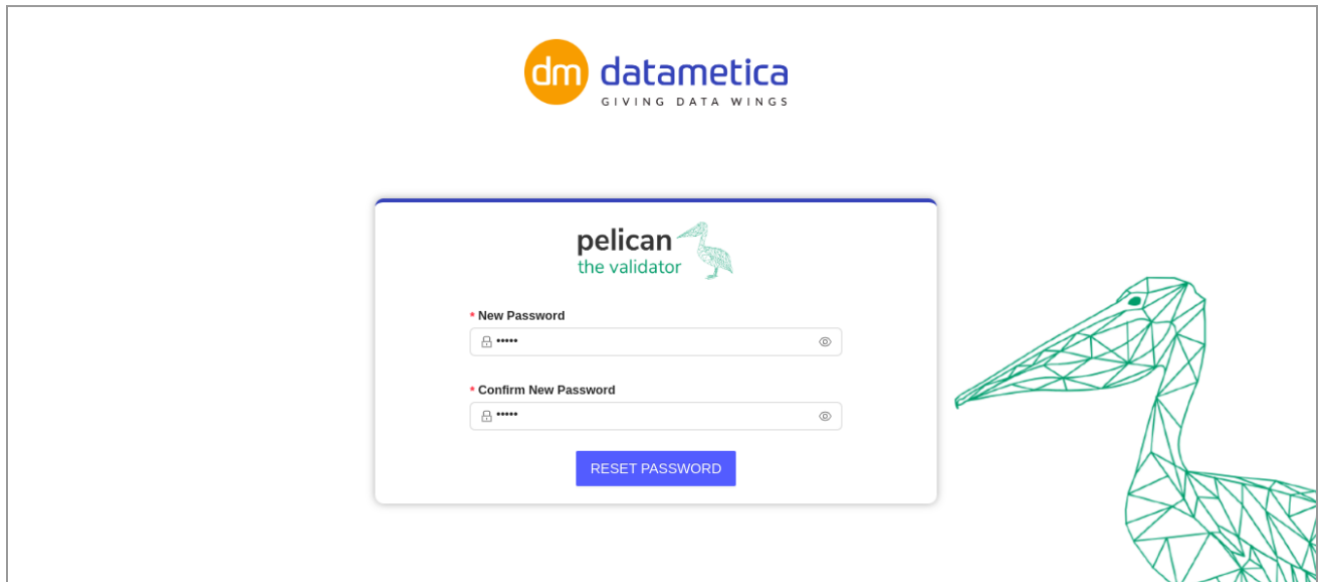 dm datametica
GIVING DATA WINGS
pelican
the validator
* New Password
•••••
* Confirm New Password
•••••
RESET PASSWORD